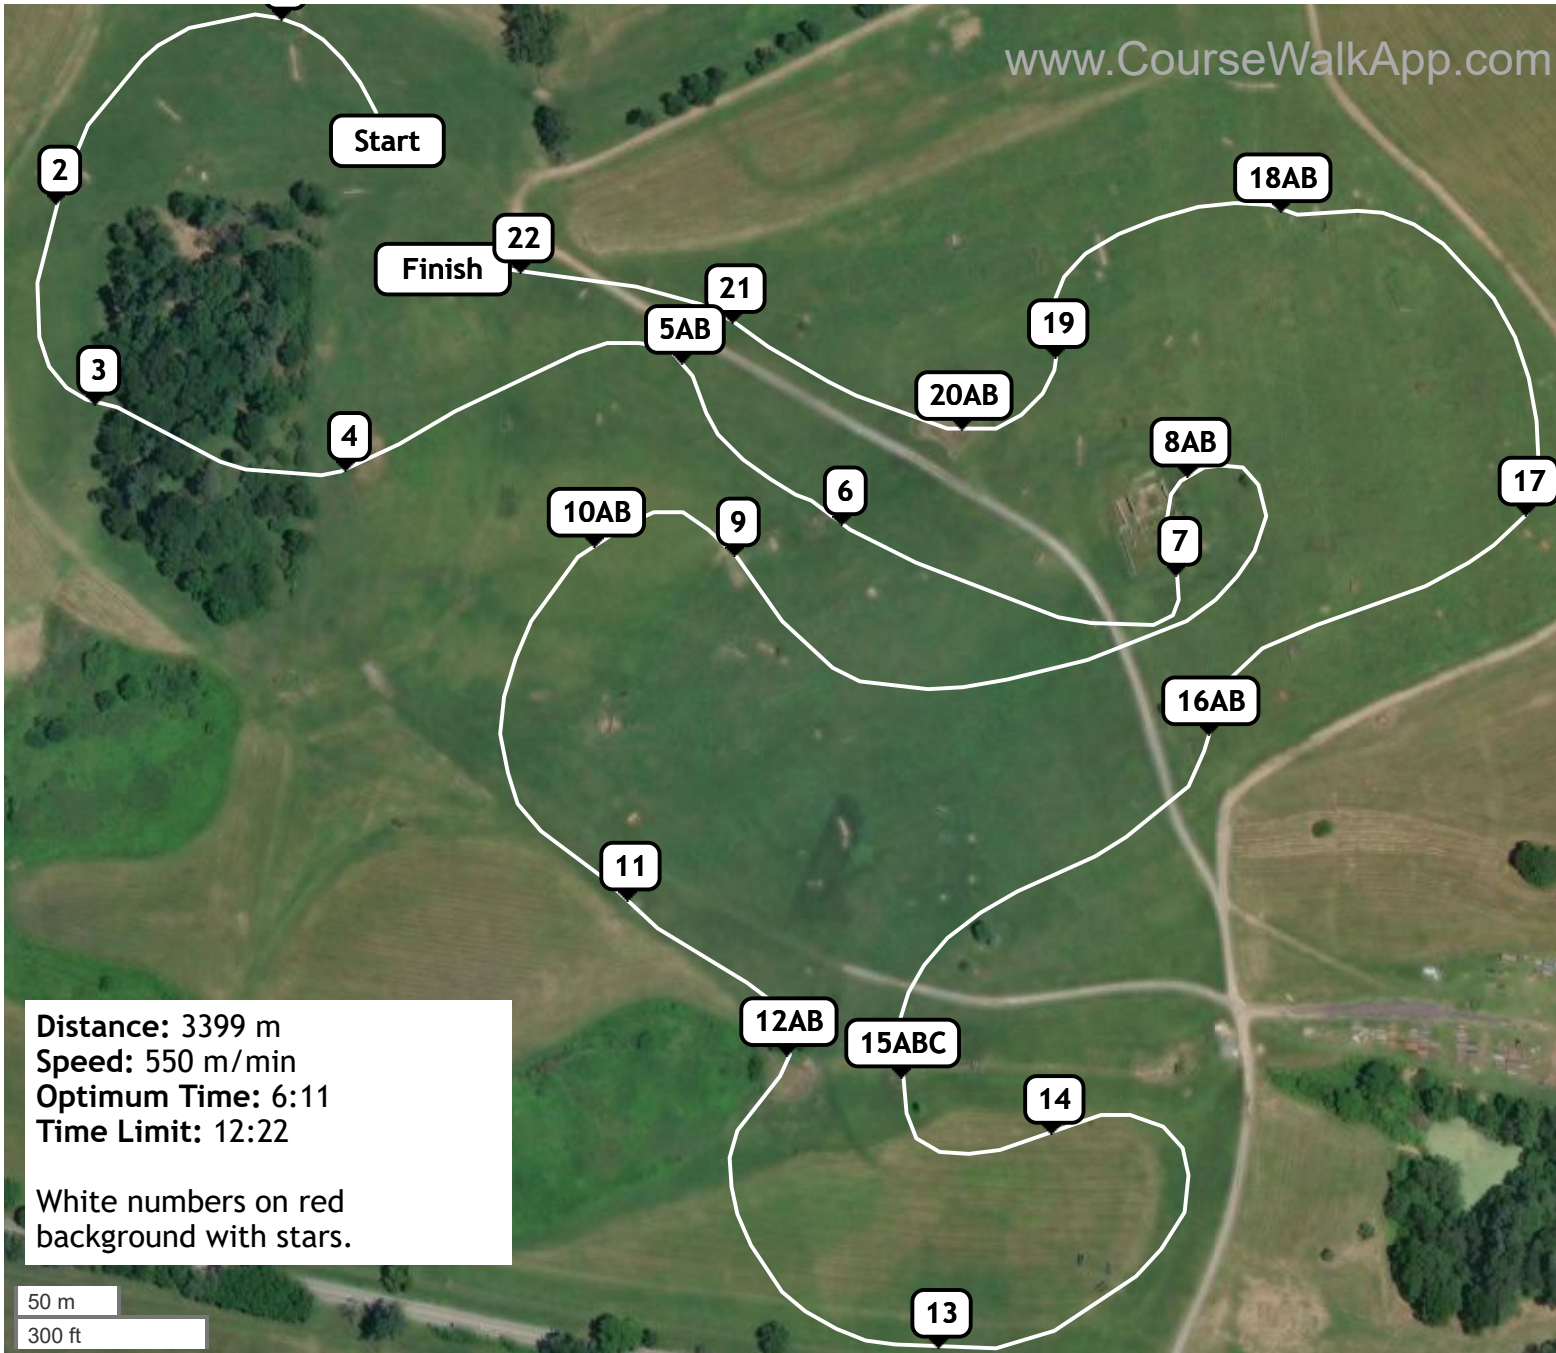 www.CourseWalkApp.com
Start
2
18AB
22
Finish
21
5AB
19
3
20AB
4
8AB
17
6
10AB
9
7
16AB
11
12AB
15ABC
14
13
Distance: 3399 m
Speed: 550 m/min
Optimum Time: 6:11
Time Limit: 12:22
White numbers on red
background with stars.
50 m
300 ft